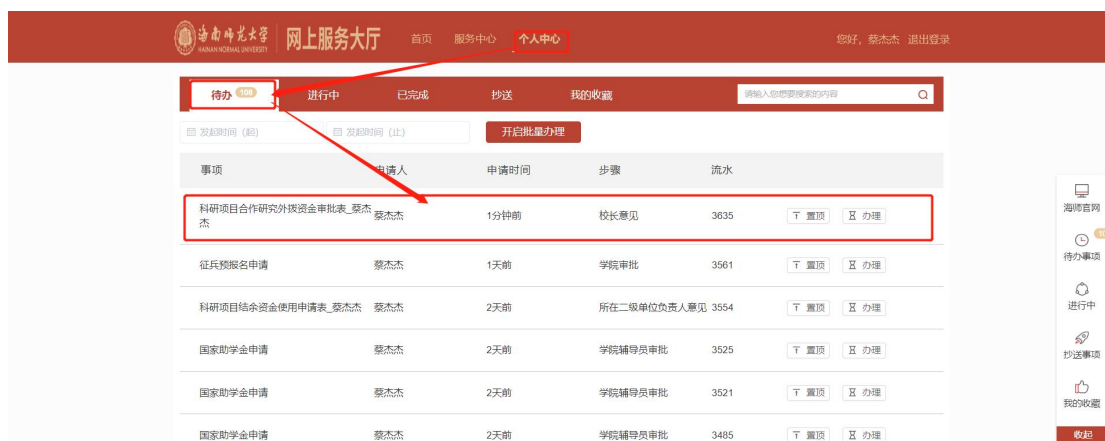 海南师范大学 网上服务大厅 首页 服务中心 个人中心 您好，蔡杰杰 退出登录
HAINAN NORMAL UNIVERSITY
待办 108 进行中 已完成 抄送 我的收藏 请输入您想要搜索的内容
发起时间（起） 发起时间（止） 开启批量办理
事项 申请人 申请时间 步骤 流水
科研项目合作研究外拨资金审批表_蔡杰杰 蔡杰杰 1分钟前 校长意见 3635 置顶 办理
征兵预报名申请 蔡杰杰 1天前 学院审批 3561 置顶 办理
科研项目结余资金使用申请表_蔡杰杰 蔡杰杰 2天前 所在二级单位负责人意见 3554 置顶 办理
国家助学金申请 蔡杰杰 2天前 学院辅导员审批 3525 置顶 办理
国家助学金申请 蔡杰杰 2天前 学院辅导员审批 3521 置顶 办理
国家助学金申请 蔡杰杰 2天前 学院辅导员审批 3485 置顶 办理
海师官网
待办事项
进行中
抄送事项
我的收藏
收起